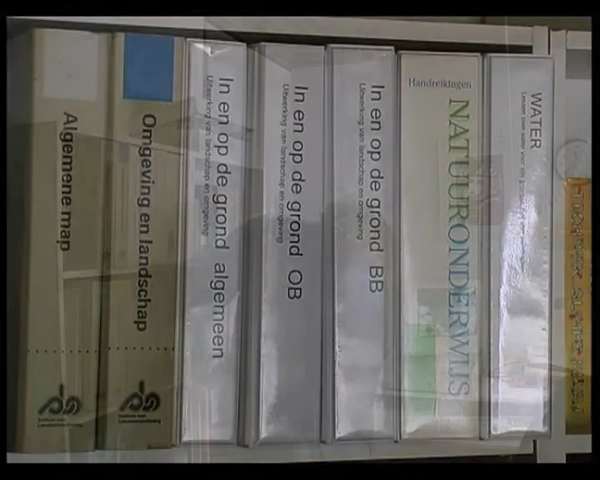 Algemene map
Omgeving en landschap
In en op de grond algemeen
Uitwerking van landschap en omgeving
In en op de grond OB
Uitwerking van landschap en omgeving
In en op de grond BB
Uitwerking van landschap en omgeving
Handreikingen
NATUURONDERWIJS
WATER